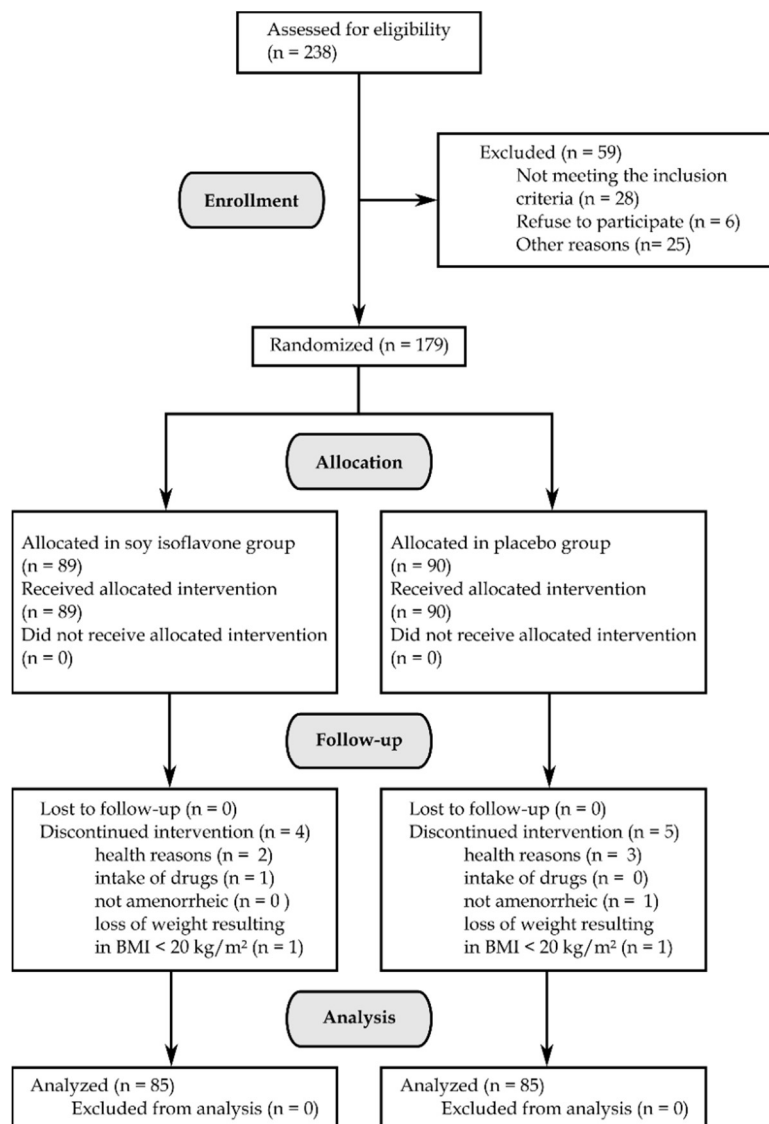 Assessed for eligibility
(n = 238)
Excluded (n = 59)
Not meeting the inclusion
criteria (n = 28)
Refuse to participate (n = 6)
Other reasons (n= 25)
Enrollment
Randomized (n = 179)
Allocation
Allocated in soy isoflavone group
(n = 89)
Received allocated intervention
(n = 89)
Did not receive allocated intervention
(n = 0)
Allocated in placebo group
(n = 90)
Received allocated intervention
(n = 90)
Did not receive allocated intervention
(n = 0)
Follow-up
Lost to follow-up (n = 0)
Discontinued intervention (n = 4)
health reasons (n = 2)
intake of drugs (n = 1)
not amenorrheic (n = 0 )
loss of weight resulting
in BMI < 20 kg/m² (n = 1)
Lost to follow-up (n = 0)
Discontinued intervention (n = 5)
health reasons (n = 3)
intake of drugs (n = 0)
not amenorrheic (n = 1)
loss of weight resulting
in BMI < 20 kg/m² (n = 1)
Analysis
Analyzed (n = 85)
Excluded from analysis (n = 0)
Analyzed (n = 85)
Excluded from analysis (n = 0)